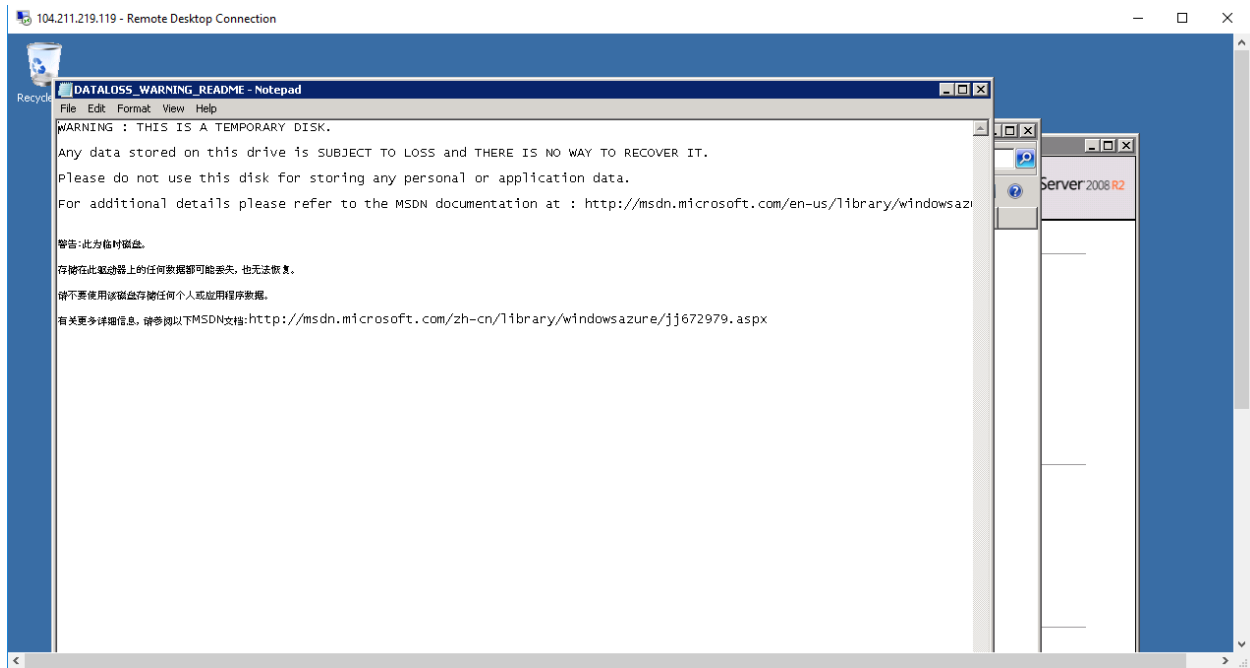 104.211.219.119 - Remote Desktop Connection
Recycle
DATALOSS_WARNING_README - Notepad
File Edit Format View Help
WARNING : THIS IS A TEMPORARY DISK.
Any data stored on this drive is SUBJECT TO LOSS and THERE IS NO WAY TO RECOVER IT.
Please do not use this disk for storing any personal or application data.
For additional details please refer to the MSDN documentation at : http://msdn.microsoft.com/en-us/library/windowsaz
警告:此为临时磁盘。
存储在此驱动器上的任何数据都可能丢失，也无法恢复。
请不要使用该磁盘存储任何个人或应用程序数据。
有关更多详细信息，请参阅以下MSDN文档:http://msdn.microsoft.com/zh-cn/library/windowsazure/jj672979.aspx
Server 2008 R2